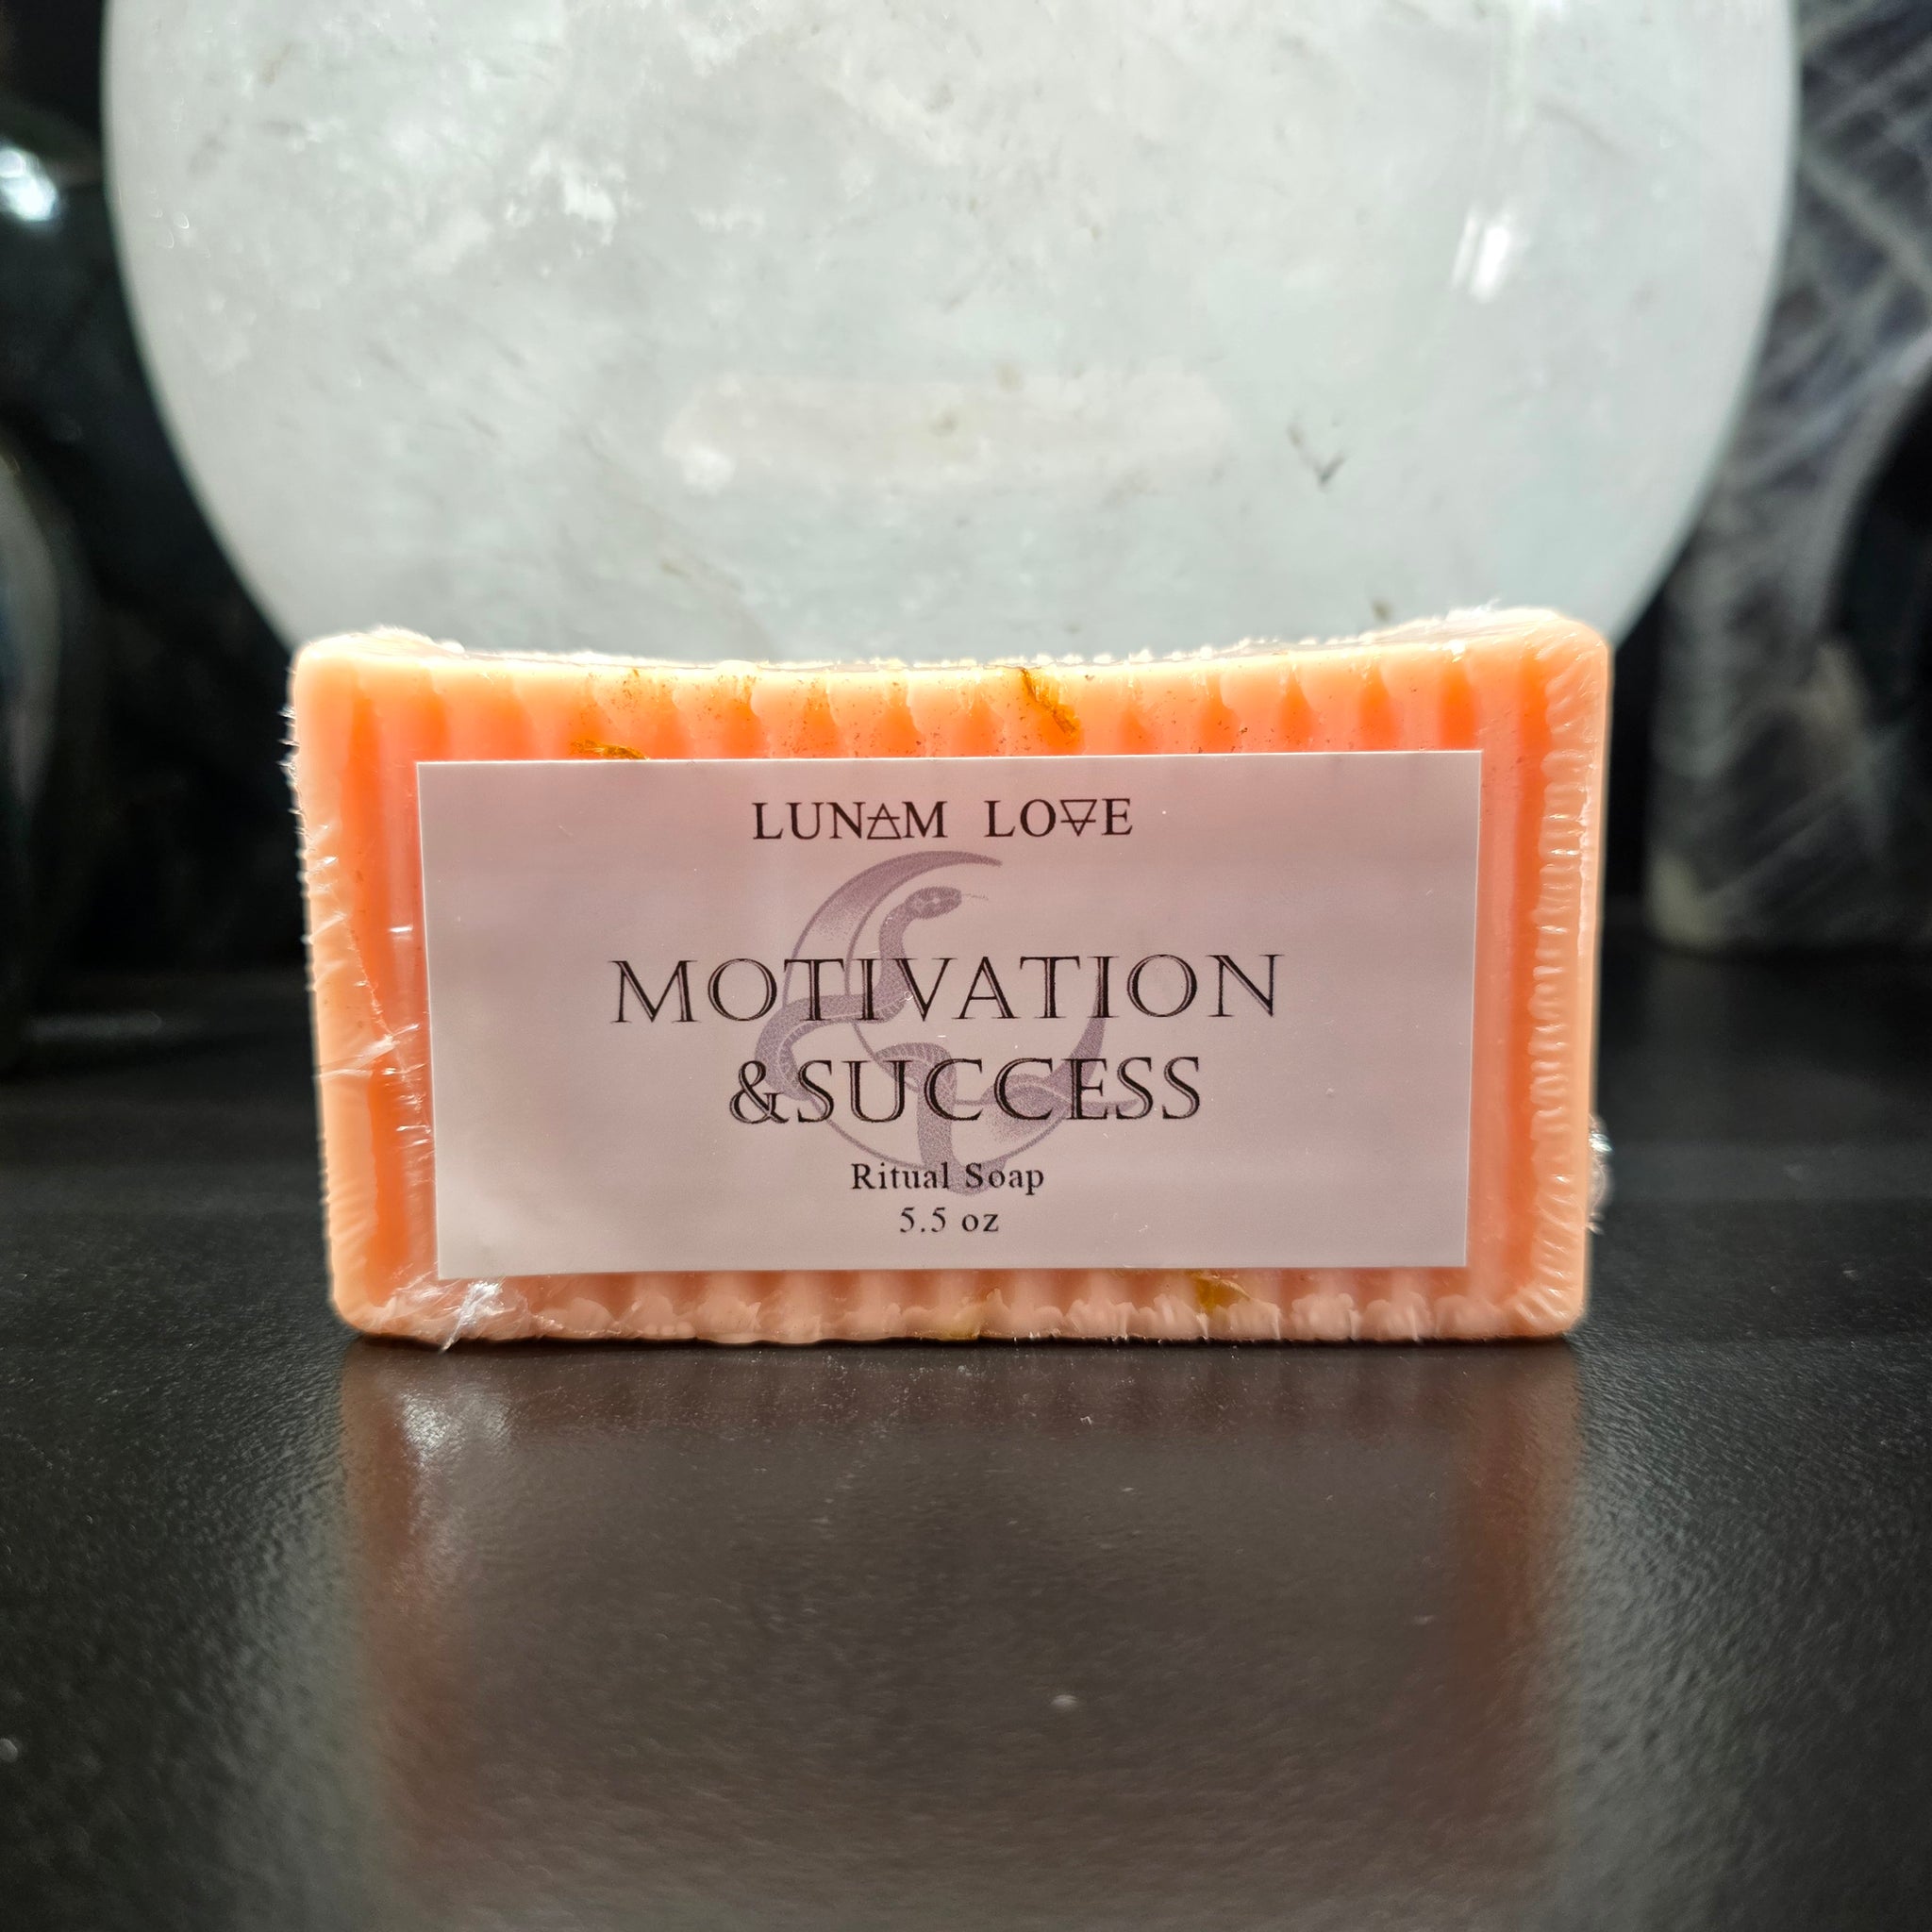 LUNAM LOVE
MOTIVATION
&SUCCESS
Ritual Soap
5.5 oz